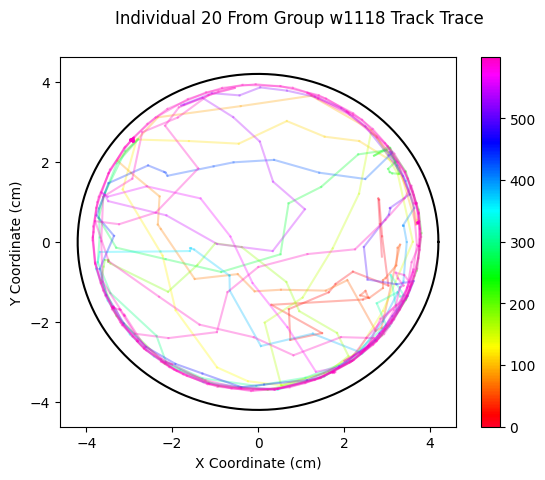 Individual 20 From Group w1118 Track Trace
4
2
0
−2
−4
Y Coordinate (cm)
−4 −2 0 2 4
X Coordinate (cm)
500
400
300
200
100
0